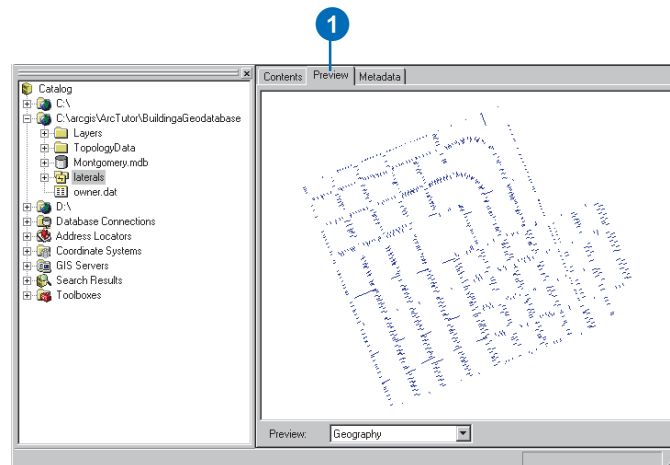 1
Contents Preview Metadata
Catalog
C:\
C:\arcgis\ArcTutor\BuildingaGeodatabase
Layers
TopologyData
Montgomery.mdb
laterals
owner.dat
D:\
Database Connections
Address Locators
Coordinate Systems
GIS Servers
Search Results
Toolboxes
Preview: Geography